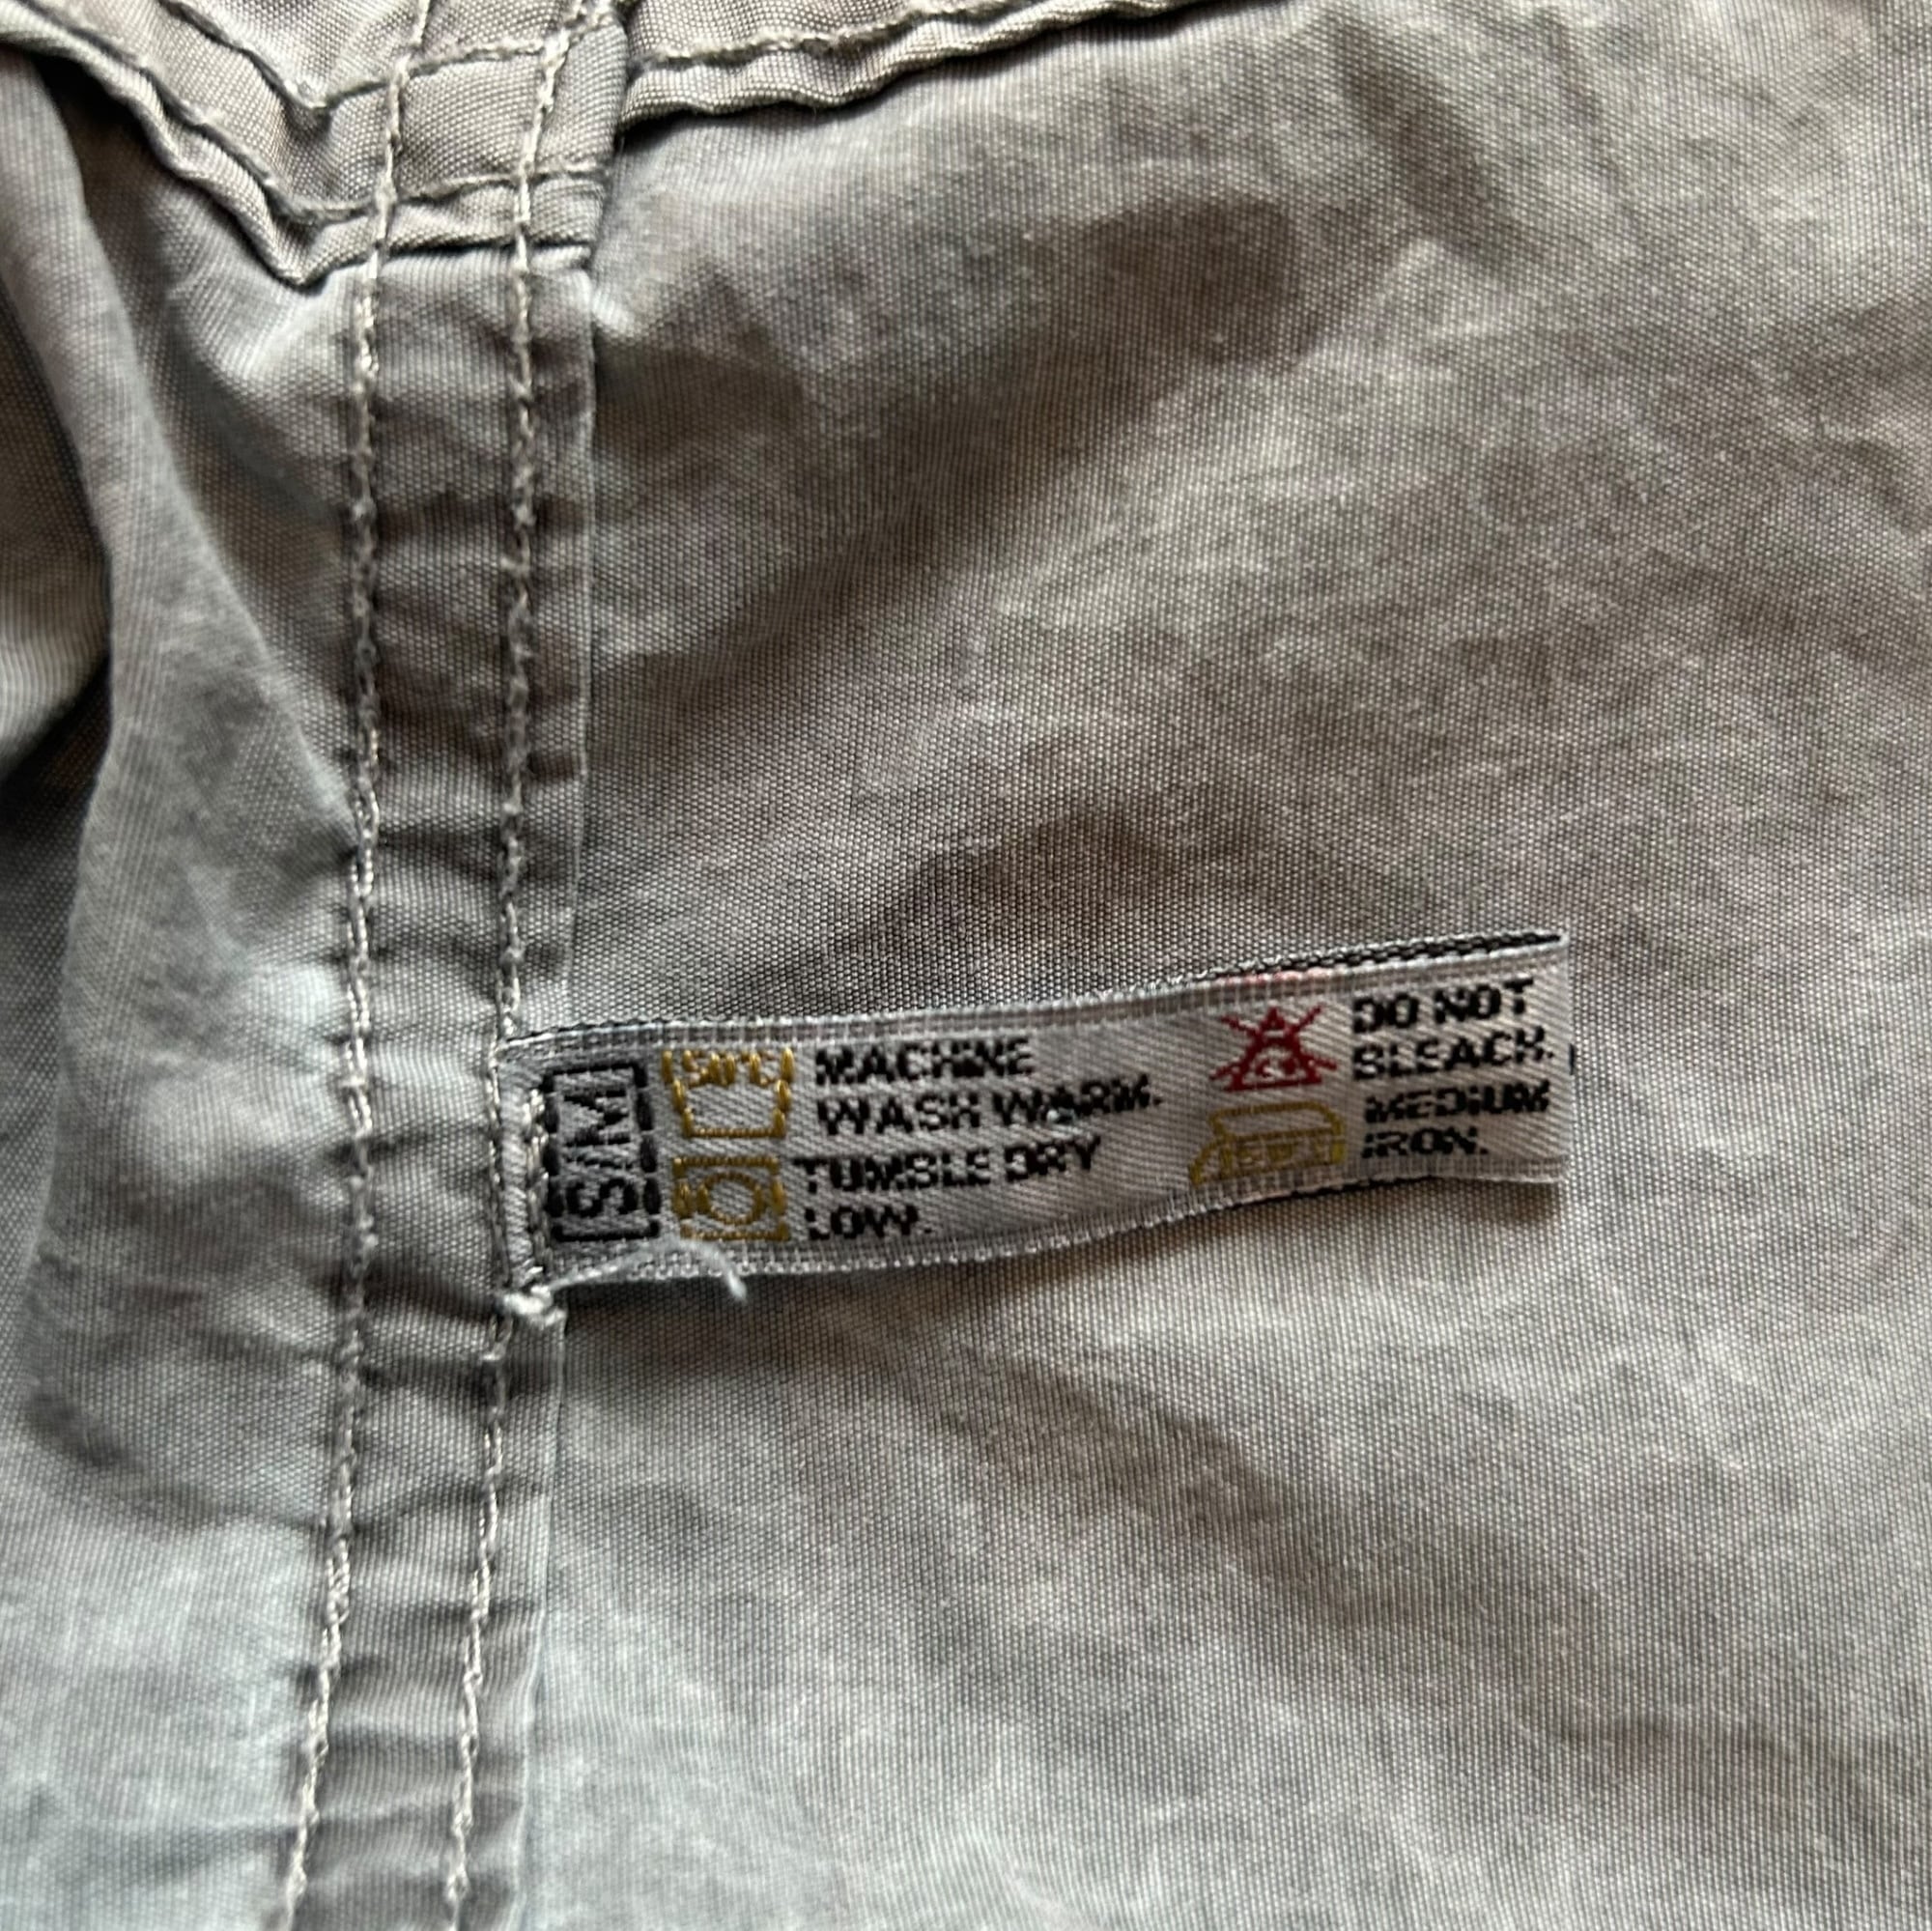 S/M
50°C
MACHINE
WASH WARM.
TUMBLE DRY
LOW.
DO NOT
BLEACH.
MEDIUM
IRON.